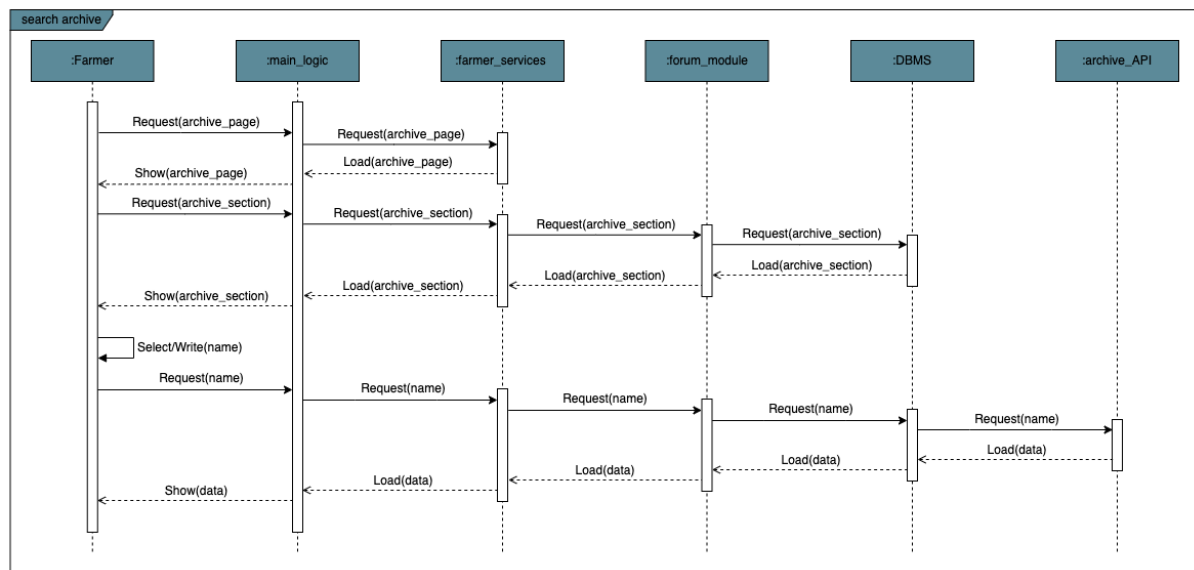 search archive
:Farmer
:main_logic
:farmer_services
:forum_module
:DBMS
:archive_API
Request(archive_page)
Request(archive_page)
Load(archive_page)
Show(archive_page)
Request(archive_section)
Request(archive_section)
Request(archive_section)
Request(archive_section)
Load(archive_section)
Load(archive_section)
Load(archive_section)
Show(archive_section)
Select/Write(name)
Request(name)
Request(name)
Request(name)
Request(name)
Request(name)
Load(data)
Load(data)
Load(data)
Load(data)
Show(data)